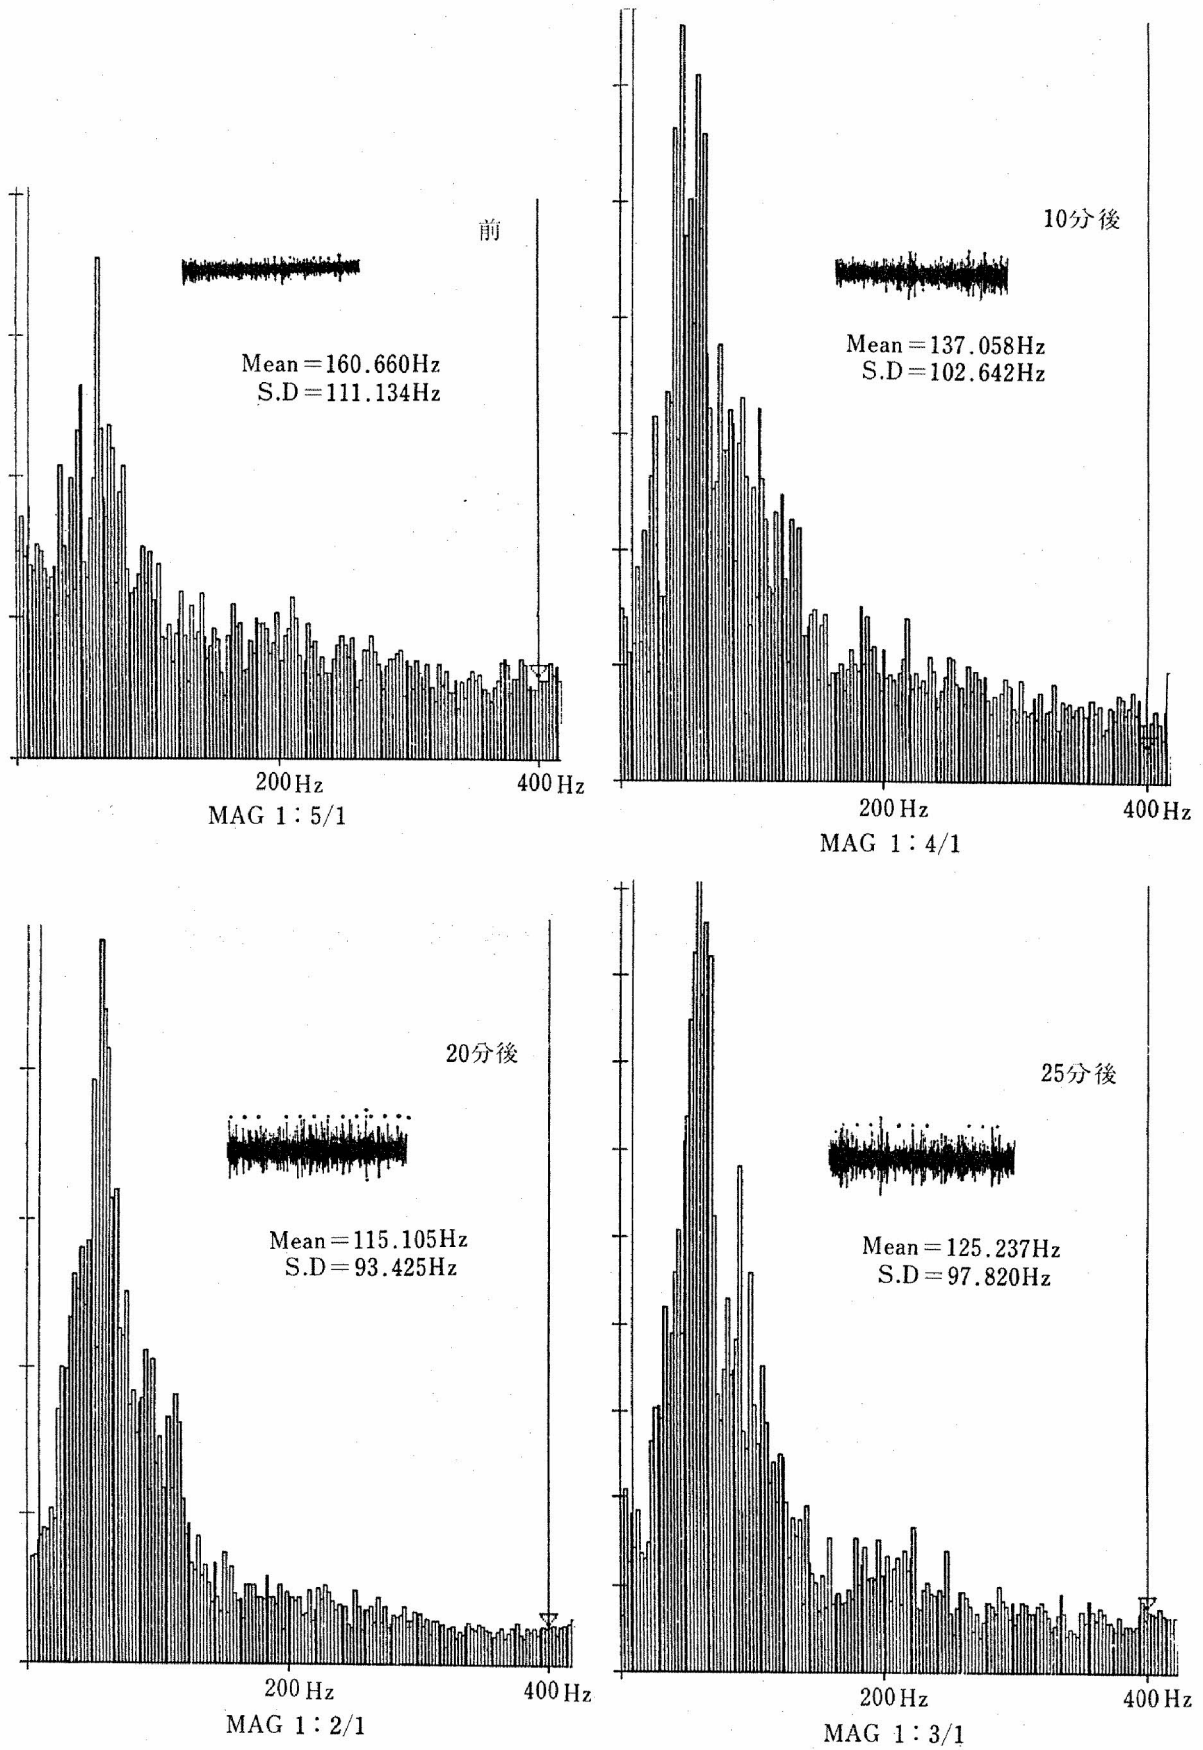 前
Mean=160.660Hz
S.D=111.134Hz
200Hz
400Hz
MAG 1:5/1
10分後
Mean=137.058Hz
S.D=102.642Hz
200Hz
400Hz
MAG 1:4/1
20分後
Mean=115.105Hz
S.D=93.425Hz
200Hz
400Hz
MAG 1:2/1
25分後
Mean=125.237Hz
S.D=97.820Hz
200Hz
400Hz
MAG 1:3/1